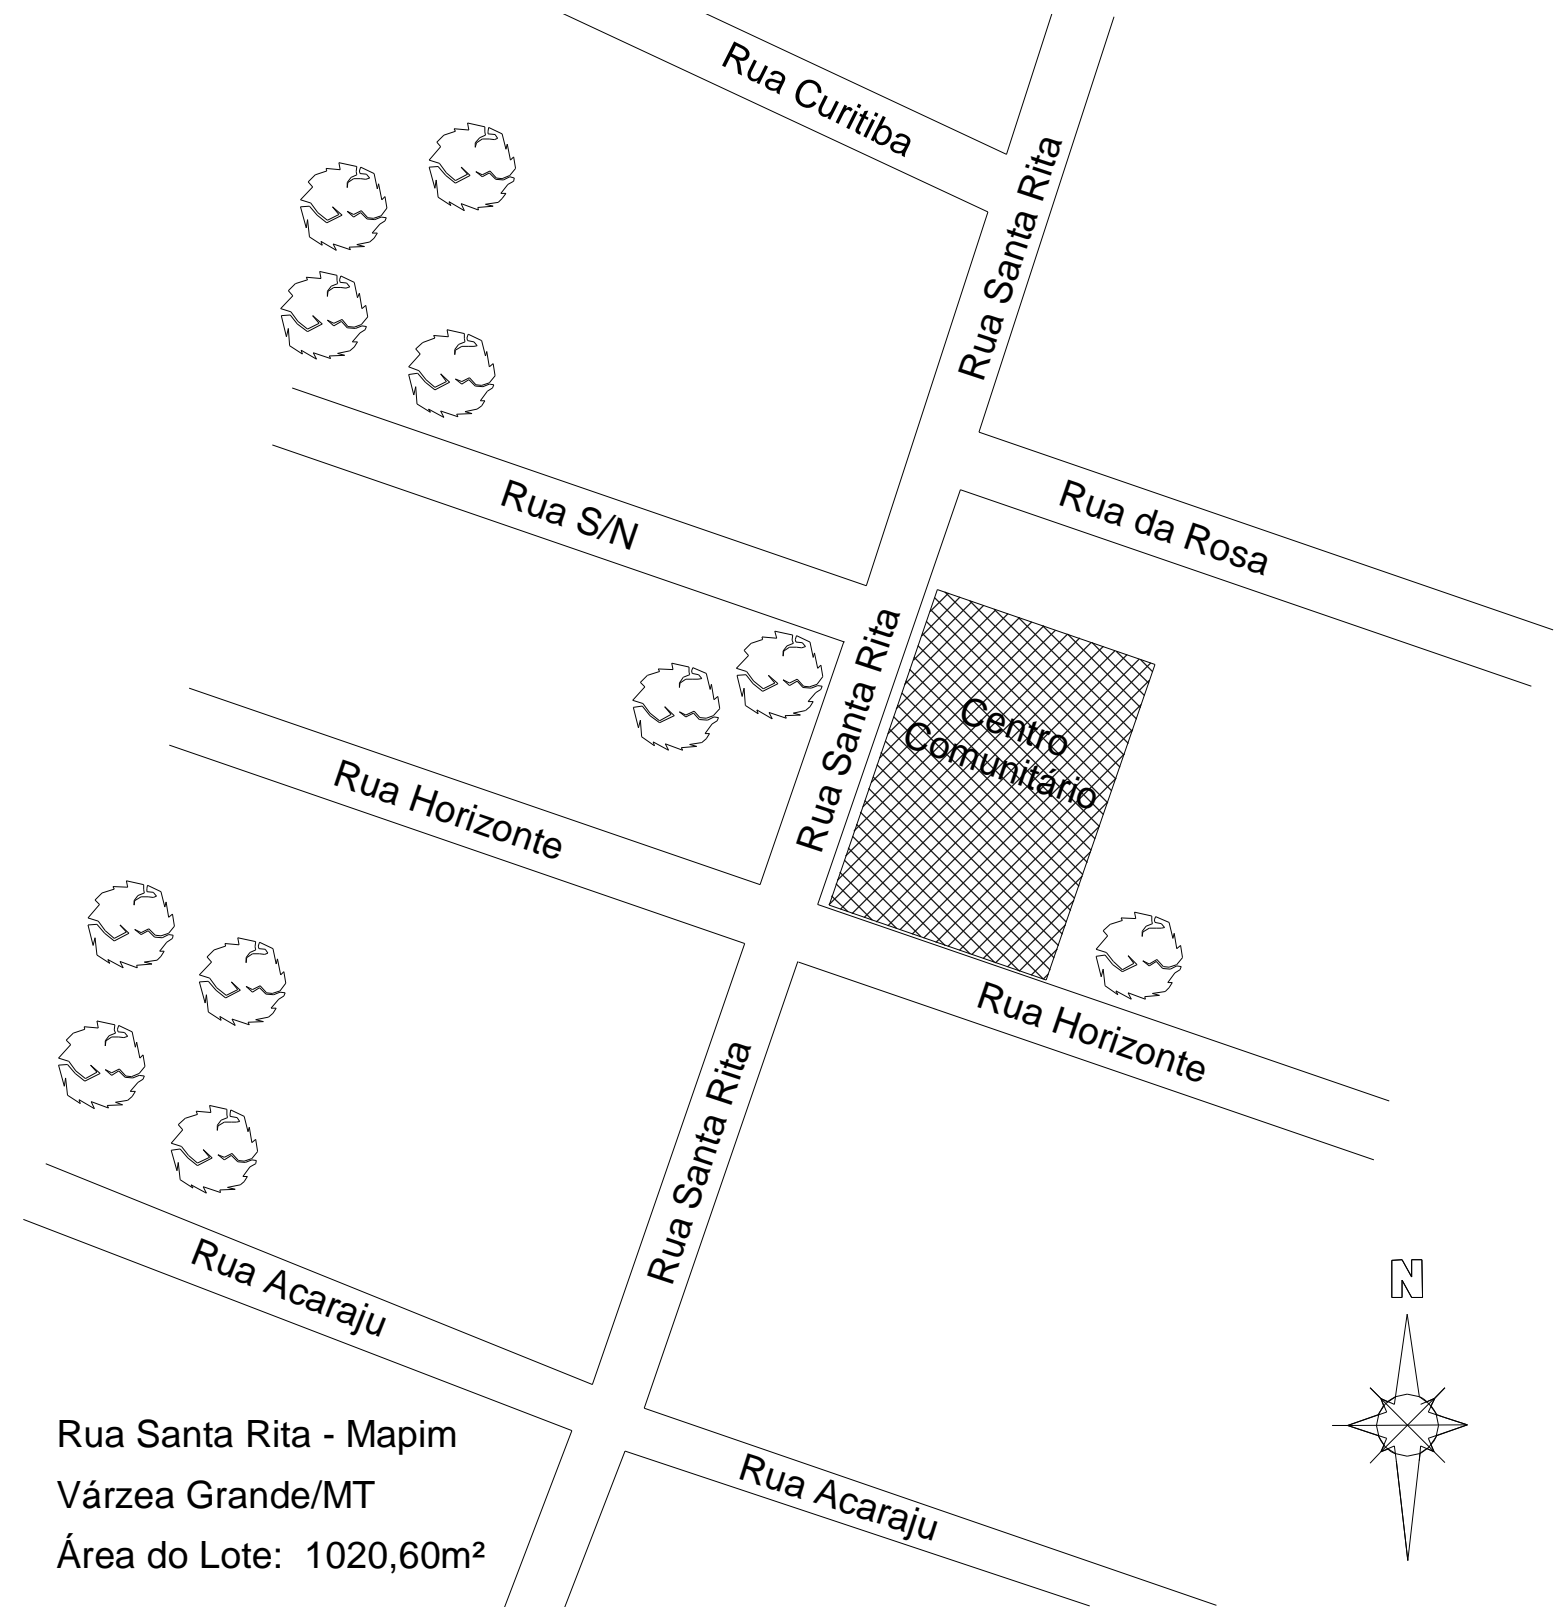 Rua Curitiba
Rua Santa Rita
Rua S/N
Rua da Rosa
Rua Santa Rita
Centro
Comunitário
Rua Horizonte
Rua Horizonte
Rua Santa Rita
Rua Acaraju
N
Rua Santa Rita - Mapim
Rua Acaraju
Várzea Grande/MT
Área do Lote: 1020,60m²